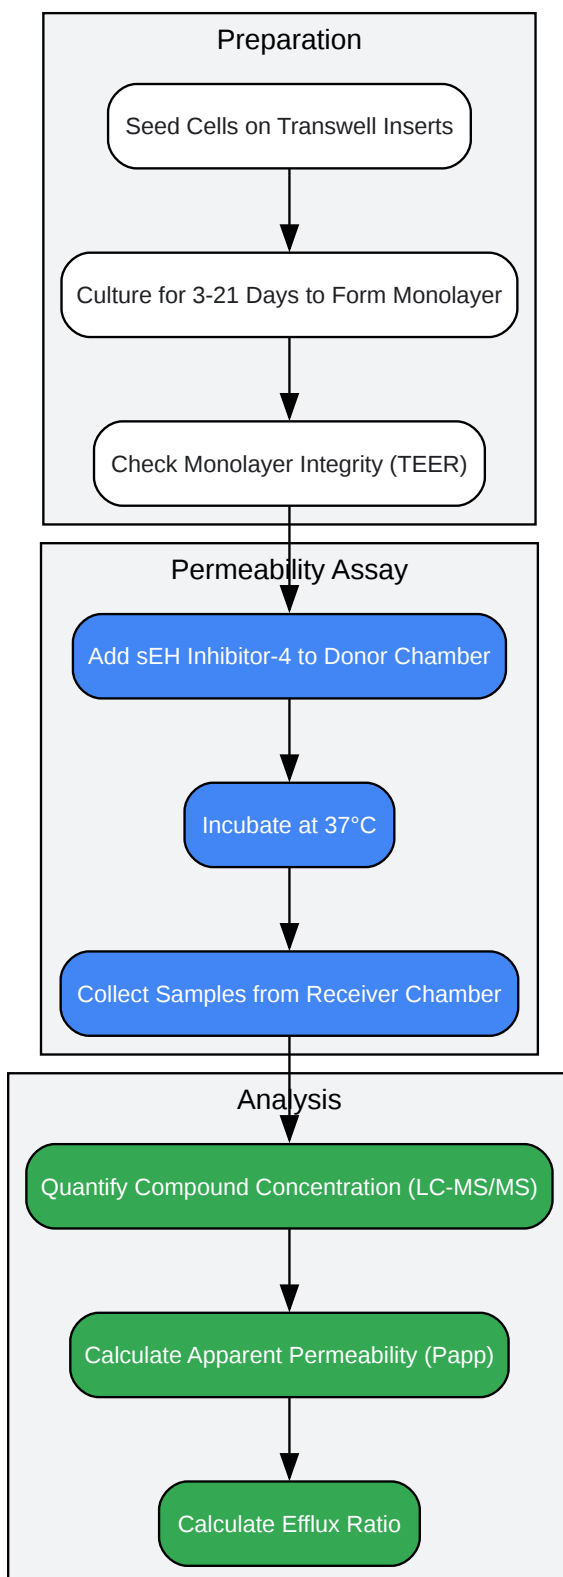 Preparation
Seed Cells on Transwell Inserts
Culture for 3-21 Days to Form Monolayer
Check Monolayer Integrity (TEER)
Permeability Assay
Add sEH Inhibitor-4 to Donor Chamber
Incubate at 37°C
Collect Samples from Receiver Chamber
Analysis
Quantify Compound Concentration (LC-MS/MS)
Calculate Apparent Permeability (Papp)
Calculate Efflux Ratio